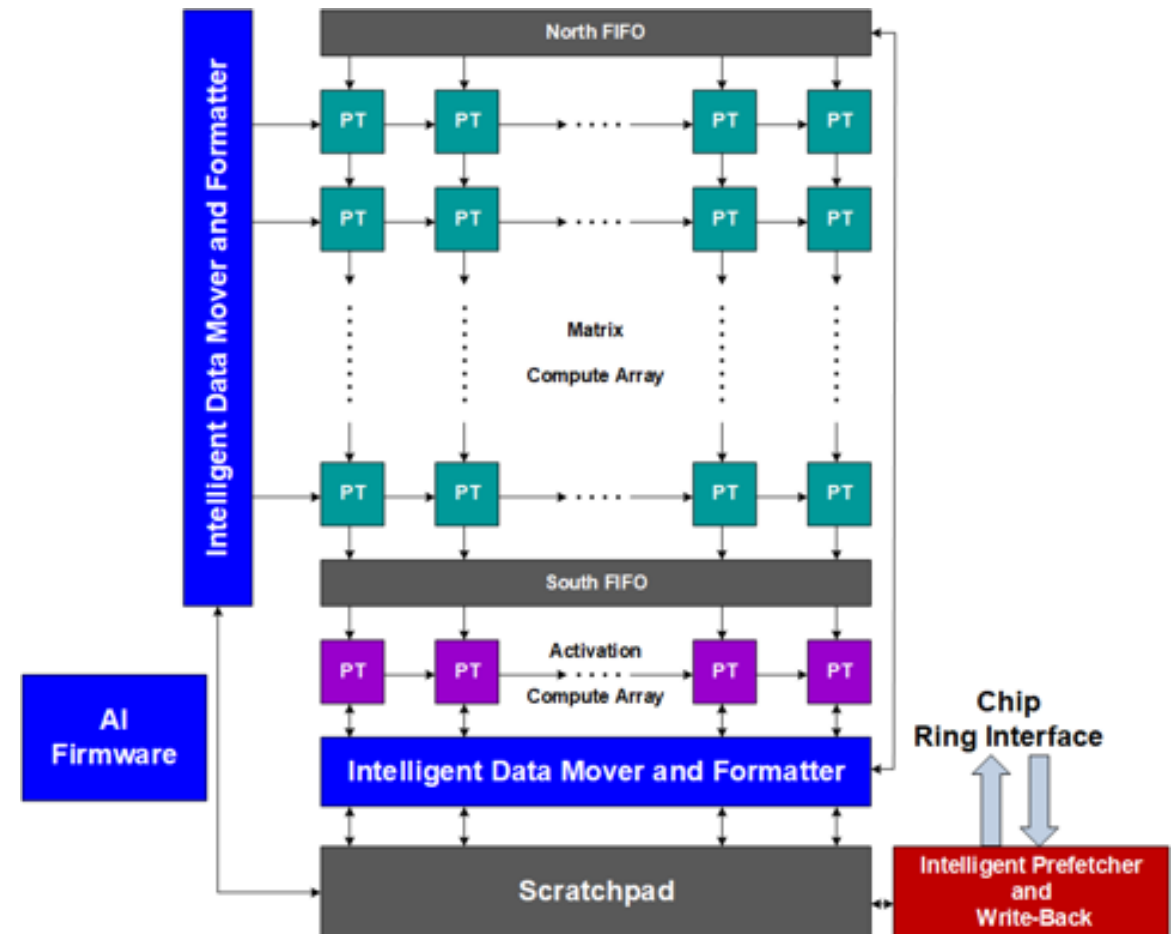 North FIFO
Intelligent Data Mover and Formatter
PT PT PT PT
PT PT PT PT
Matrix
Compute Array
PT PT PT PT
South FIFO
Activation
PT PT PT PT
Compute Array
AI
Firmware
Intelligent Data Mover and Formatter
Chip
Ring Interface
Scratchpad
Intelligent Prefetcher
and
Write-Back